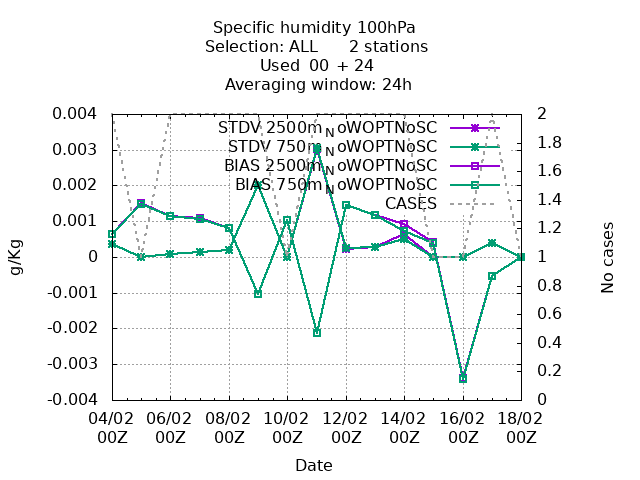 Specific humidity 100hPa
Selection: ALL 2 stations
Used 00 + 24
Averaging window: 24h
0.004
0.003
0.002
0.001
0
-0.001
-0.002
-0.003
-0.004
g/Kg
STDV 2500m N oWOPTNoSC
STDV 750m N oWOPTNoSC
BIAS 2500m N oWOPTNoSC
BIAS 750m N oWOPTNoSC
CASES
2
1.8
1.6
1.4
1.2
1
0.8
0.6
0.4
0.2
0
No cases
04/02 06/02 08/02 10/02 12/02 14/02 16/02 18/02
00Z 00Z 00Z 00Z 00Z 00Z 00Z 00Z
Date